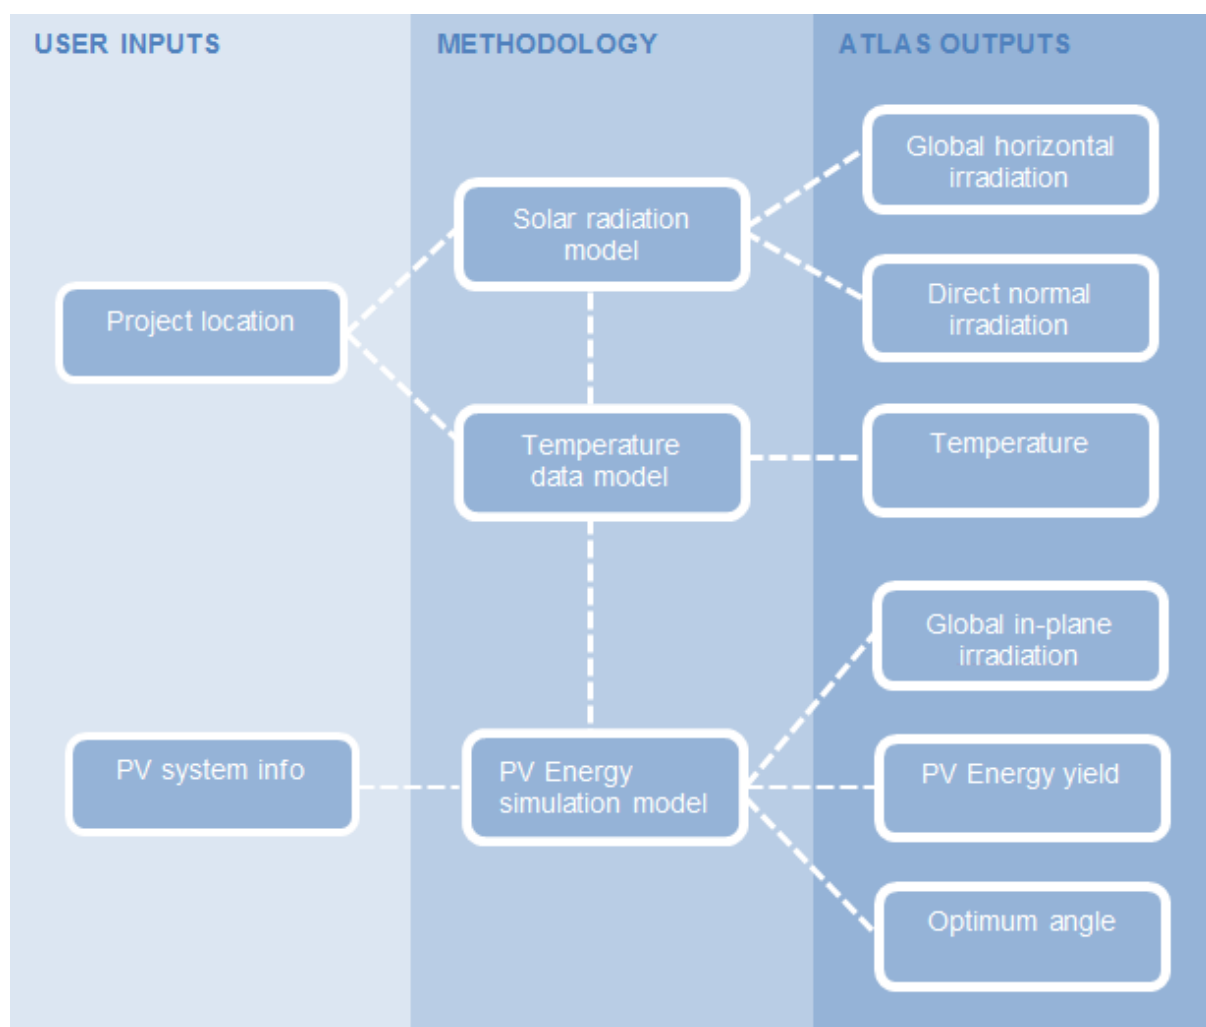 USER INPUTS
METHODOLOGY
ATLAS OUTPUTS
Project location
PV system info
Solar radiation
model
Temperature
data model
PV Energy
simulation model
Global horizontal
irradiation
Direct normal
irradiation
Temperature
Global in-plane
irradiation
PV Energy yield
Optimum angle